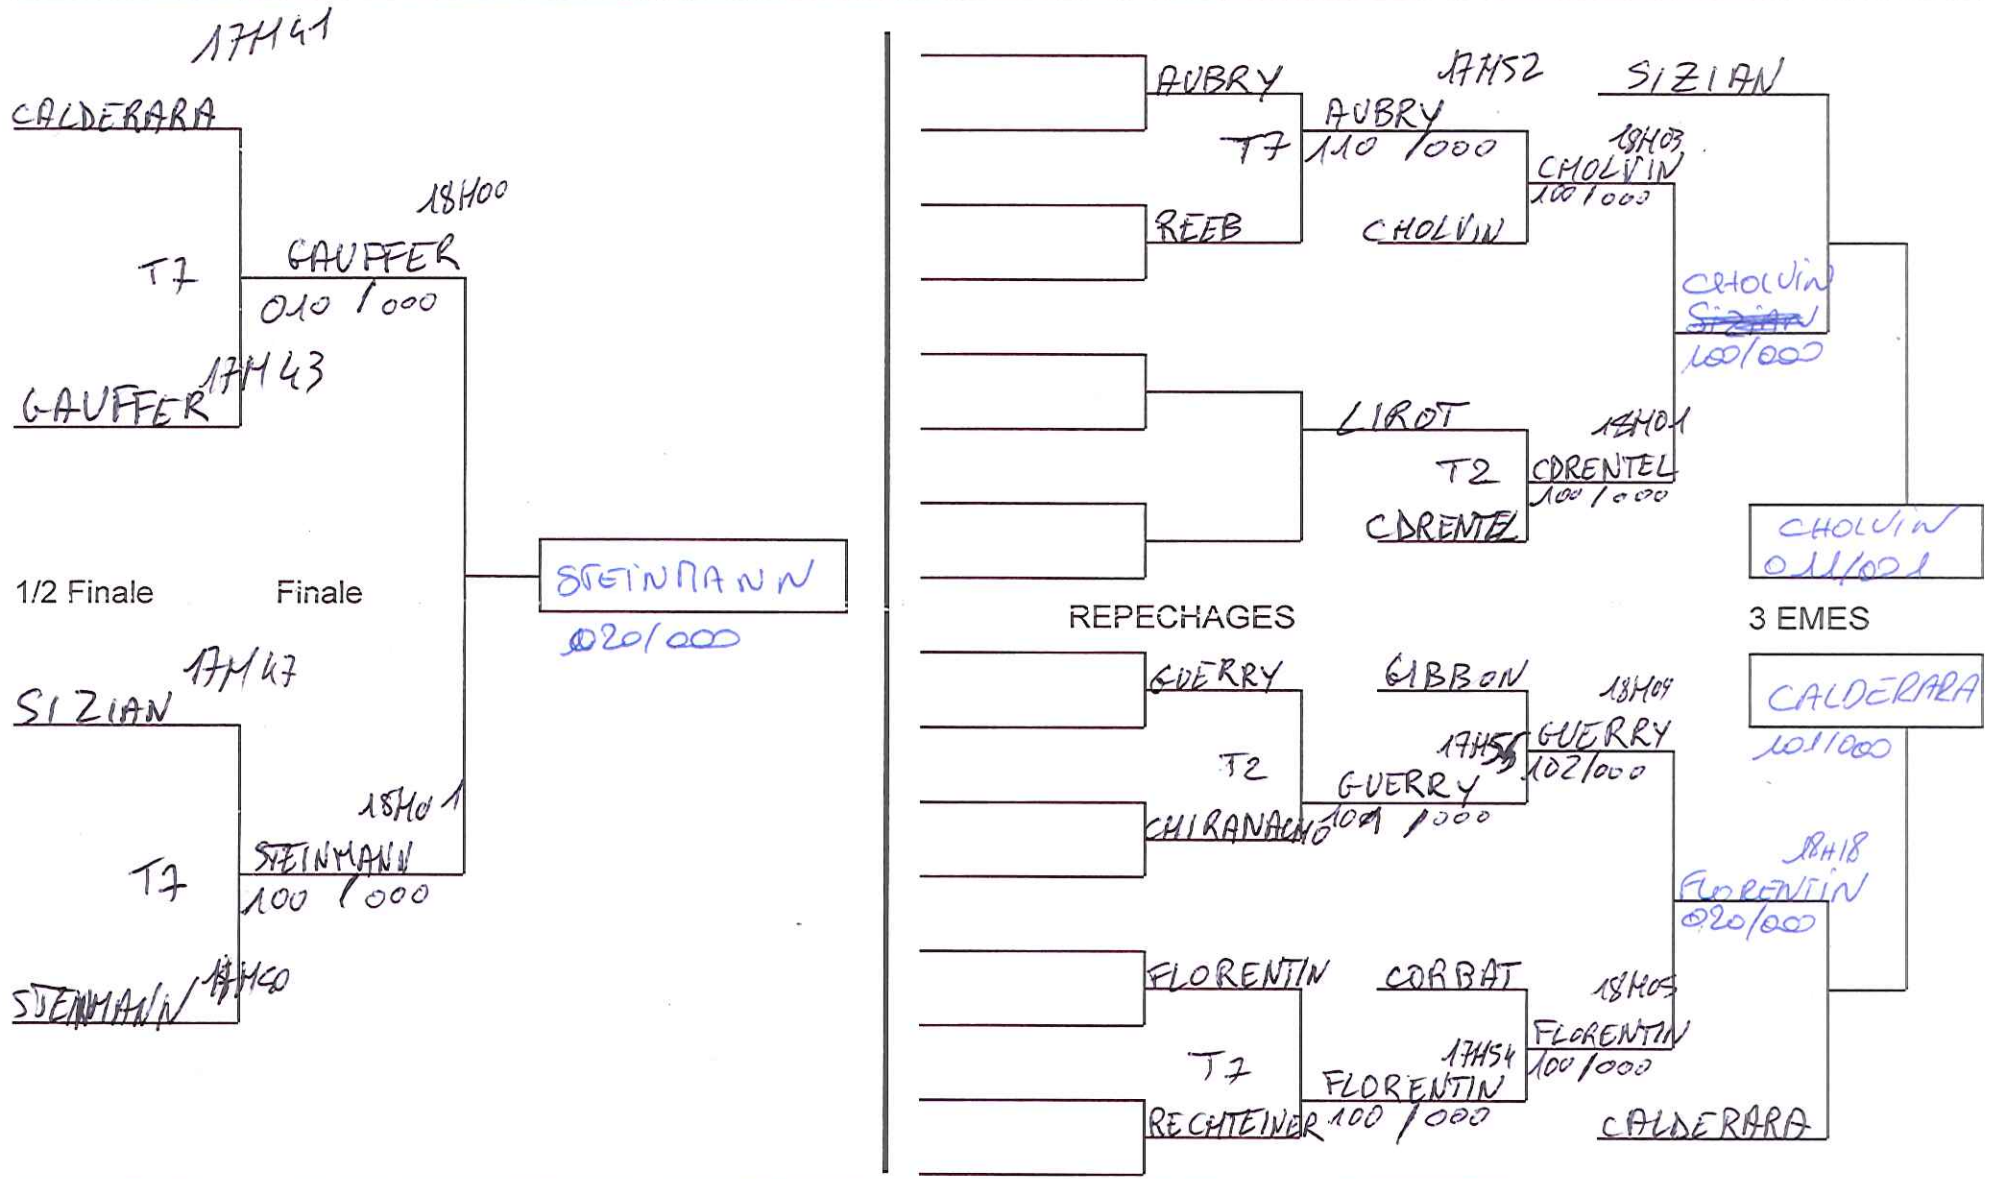 17H41
CALDERARA
18H00
T7
GAUFFER
010 / 000
17H43
GAUFFER
1/2 Finale
Finale
STEINMANN
020/000
17H47
SIZIAN
18H01
T7
STEINMANN
100 / 000
STEINMANN
AUBRY
17H52
SIZIAN
T7
AUBRY
110 / 000
18H03
CHOLVIN
100/000
REEB
CHOLVIN
CHOLVIN
SIZIAN
100/000
LIROT
18H01
T2
CDRENTEL
100 / 000
CDRENTEL
CHOLVIN
011/001
REPECHAGES
3 EMES
GUERRY
GIBBON
18H09
CALDERARA
101/000
T2
GUERRY
102/000
GUERRY
/ 000
CHIRANACHO
18H18
FLORENTIN
020/000
FLORENTIN
CORBAT
18H05
T7
17H54
FLORENTIN
100 / 000
FLORENTIN
100 / 000
RECHTEINER
CALDERARA